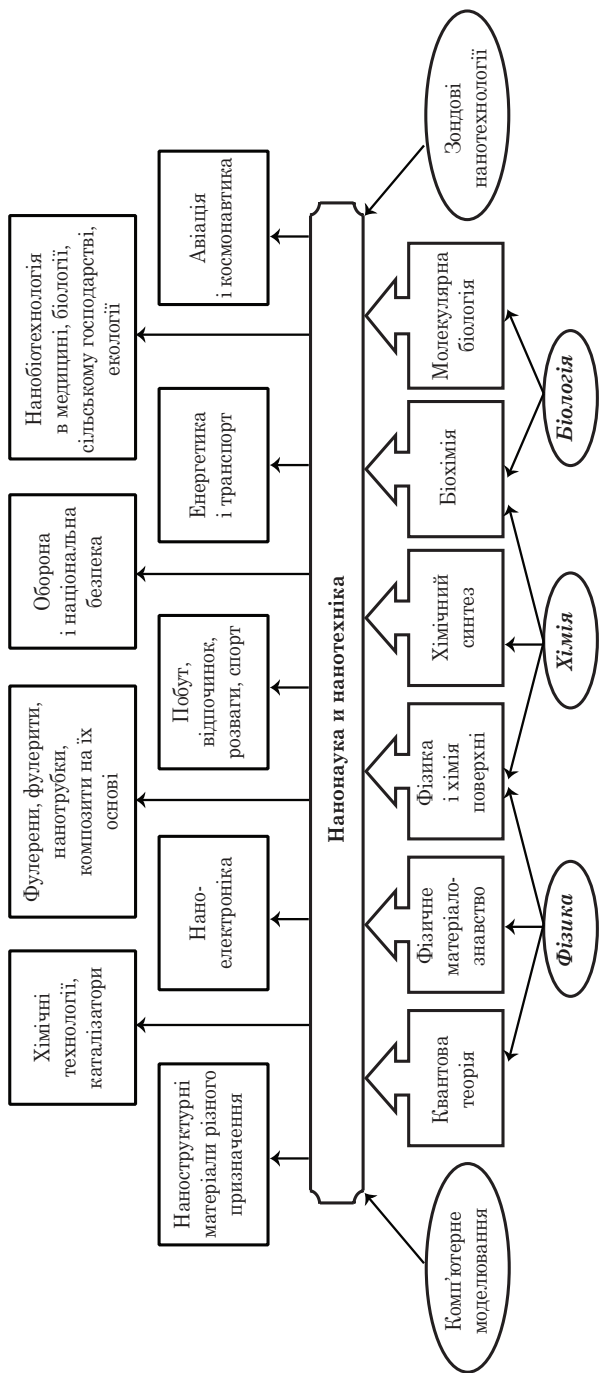 Хімічні
технології,
каталізатори
Фулерени, фулерити,
нанотрубки,
композити на їх
основі
Оборона
і національна
безпека
Нанобіотехнологія
в медицині, біології,
сільському господарстві,
екології
Наноструктурні
матеріали різного
призначення
Нано-
електроніка
Побут,
відпочинок,
розваги, спорт
Енергетика
і транспорт
Авіація
і космонавтика
Нанонаука и нанотехніка
Комп’ютерне
моделювання
Квантова
теорія
Фізичне
матеріало-
знавство
Фізика
і хімія
поверхні
Хімічний
синтез
Біохімія
Молекулярна
біологія
Зондові
нанотехнології
Фізика
Хімія
Біологія